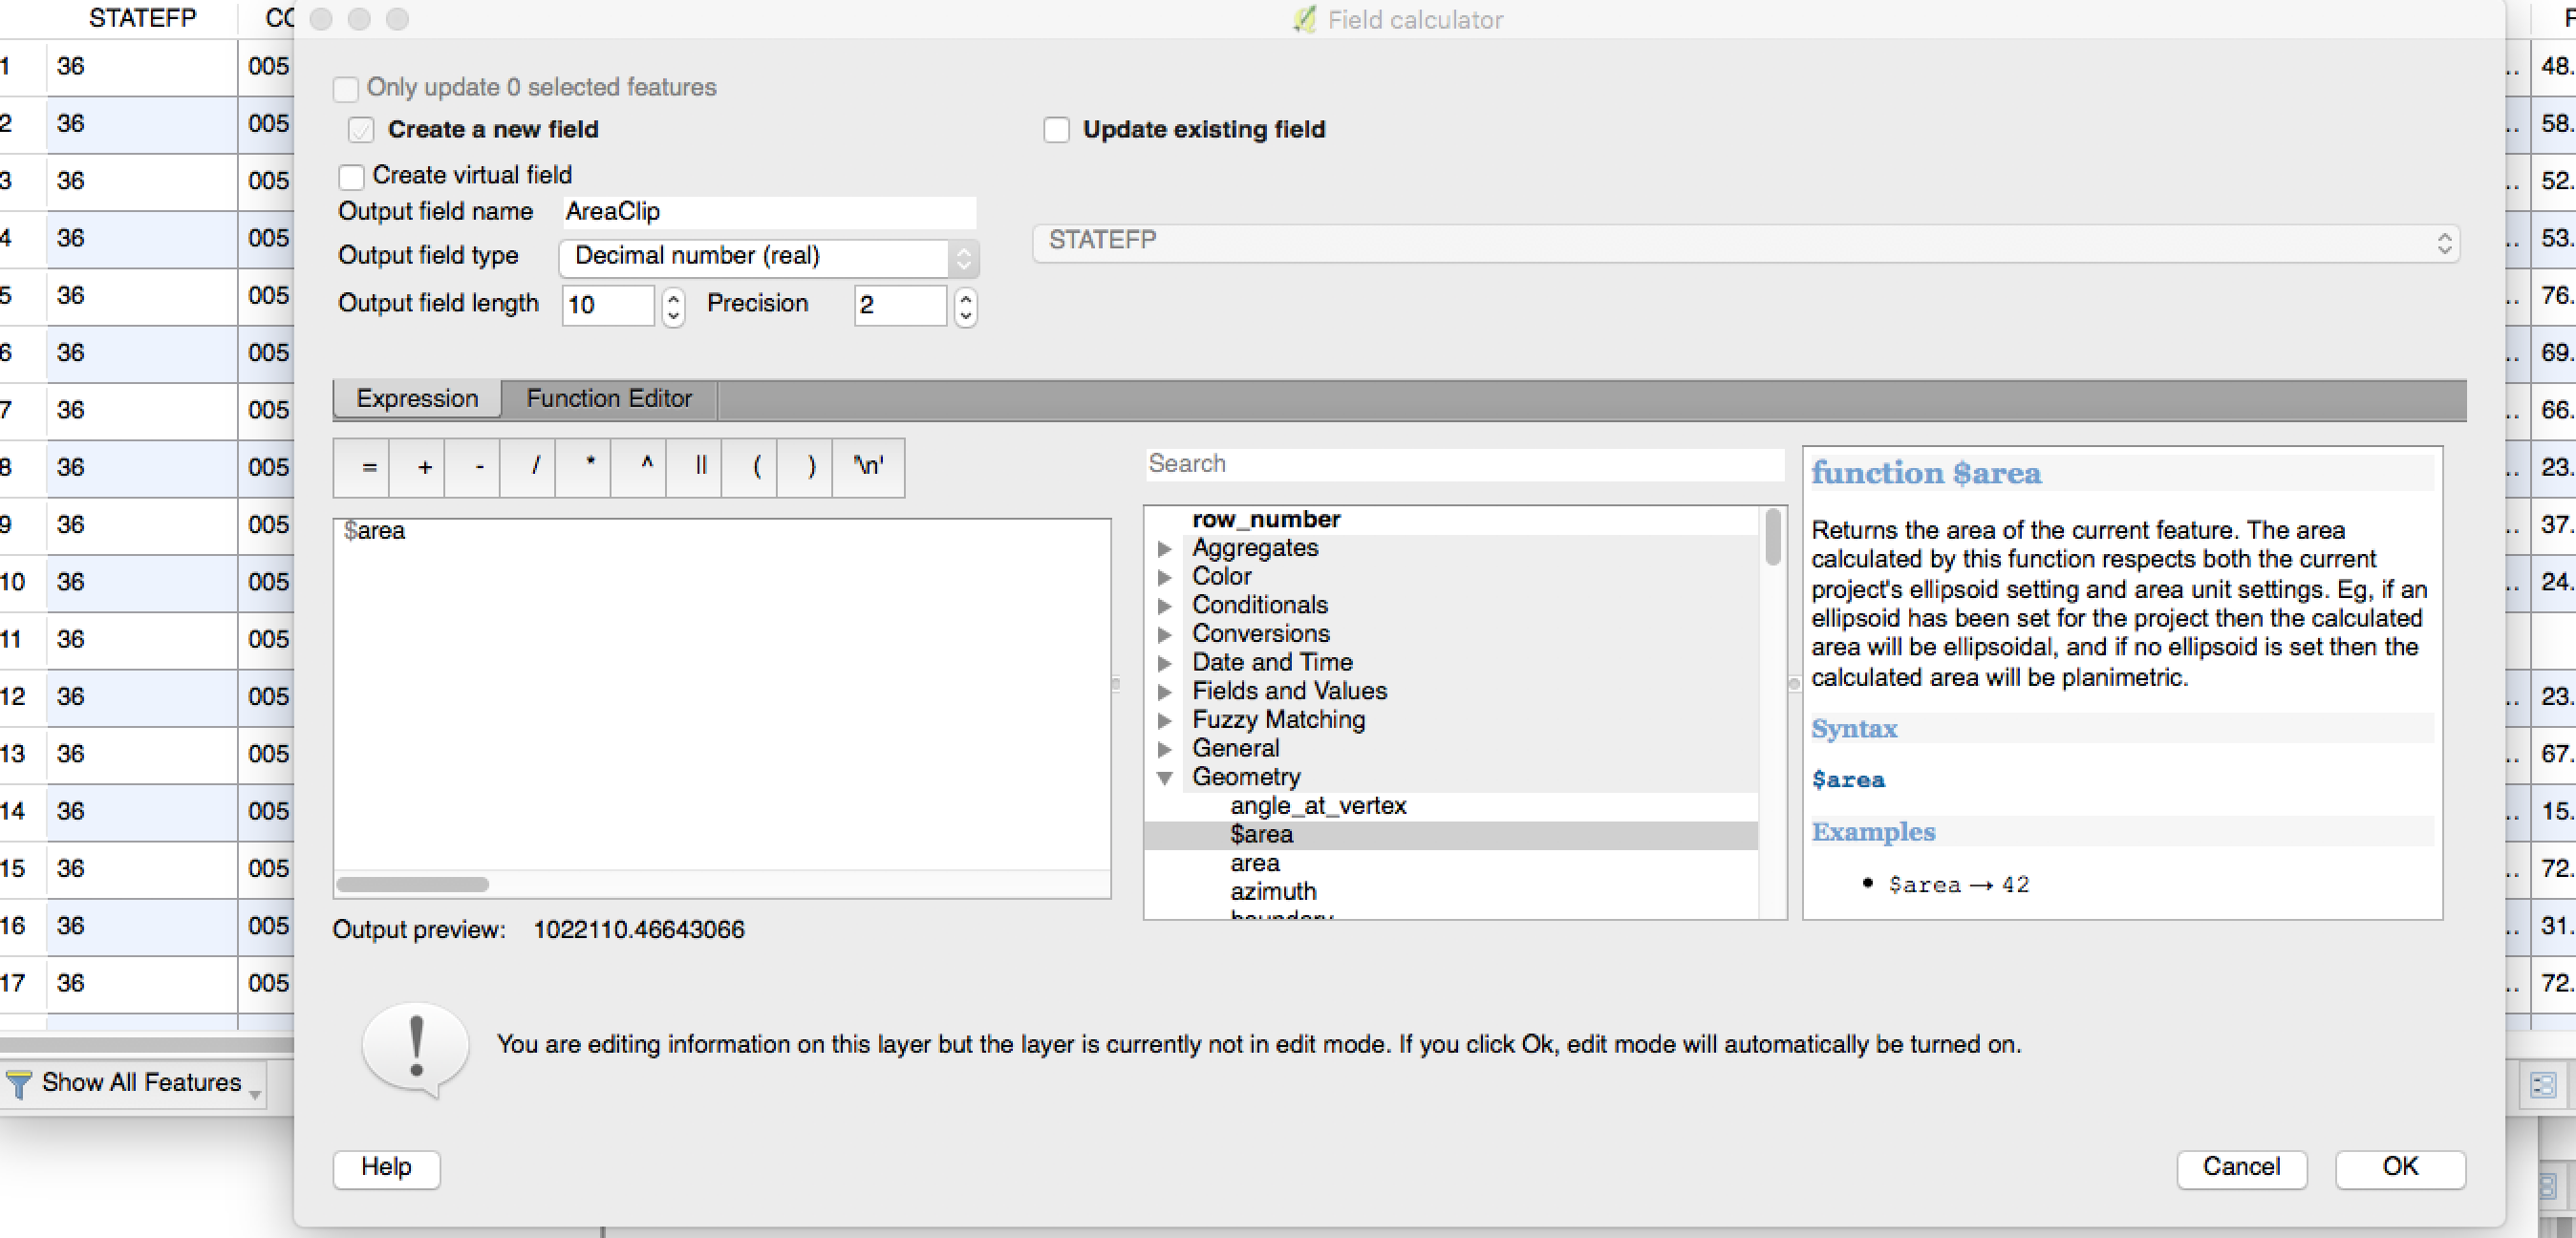 Field calculator
STATEFP
1 36 005 .. 48.
2 36 005 .. 58.
3 36 005 .. 52.
4 36 005 .. 53.
5 36 005 .. 76.
6 36 005 .. 69.
7 36 005 .. 66.
8 36 005 .. 23.
9 36 005 .. 37.
10 36 005 .. 24.
11 36 005
12 36 005 .. 23.
13 36 005 .. 67.
14 36 005 .. 15.
15 36 005 .. 72.
16 36 005 .. 31.
17 36 005 .. 72.
Show All Features
Only update 0 selected features
Create a new field
Update existing field
Create virtual field
Output field name AreaClip
Output field type Decimal number (real)
STATEFP
Output field length 10 Precision 2
Expression Function Editor
= + - / * ^ || ( ) '\n'
$area
Output preview: 1022110.46643066
Search
row_number
Aggregates
Color
Conditionals
Conversions
Date and Time
Fields and Values
Fuzzy Matching
General
Geometry
angle_at_vertex
$area
area
azimuth
boundary
function $area
Returns the area of the current feature. The area
calculated by this function respects both the current
project's ellipsoid setting and area unit settings. Eg, if an
ellipsoid has been set for the project then the calculated
area will be ellipsoidal, and if no ellipsoid is set then the
calculated area will be planimetric.
Syntax
$area
Examples
• $area → 42
You are editing information on this layer but the layer is currently not in edit mode. If you click Ok, edit mode will automatically be turned on.
Help
Cancel
OK